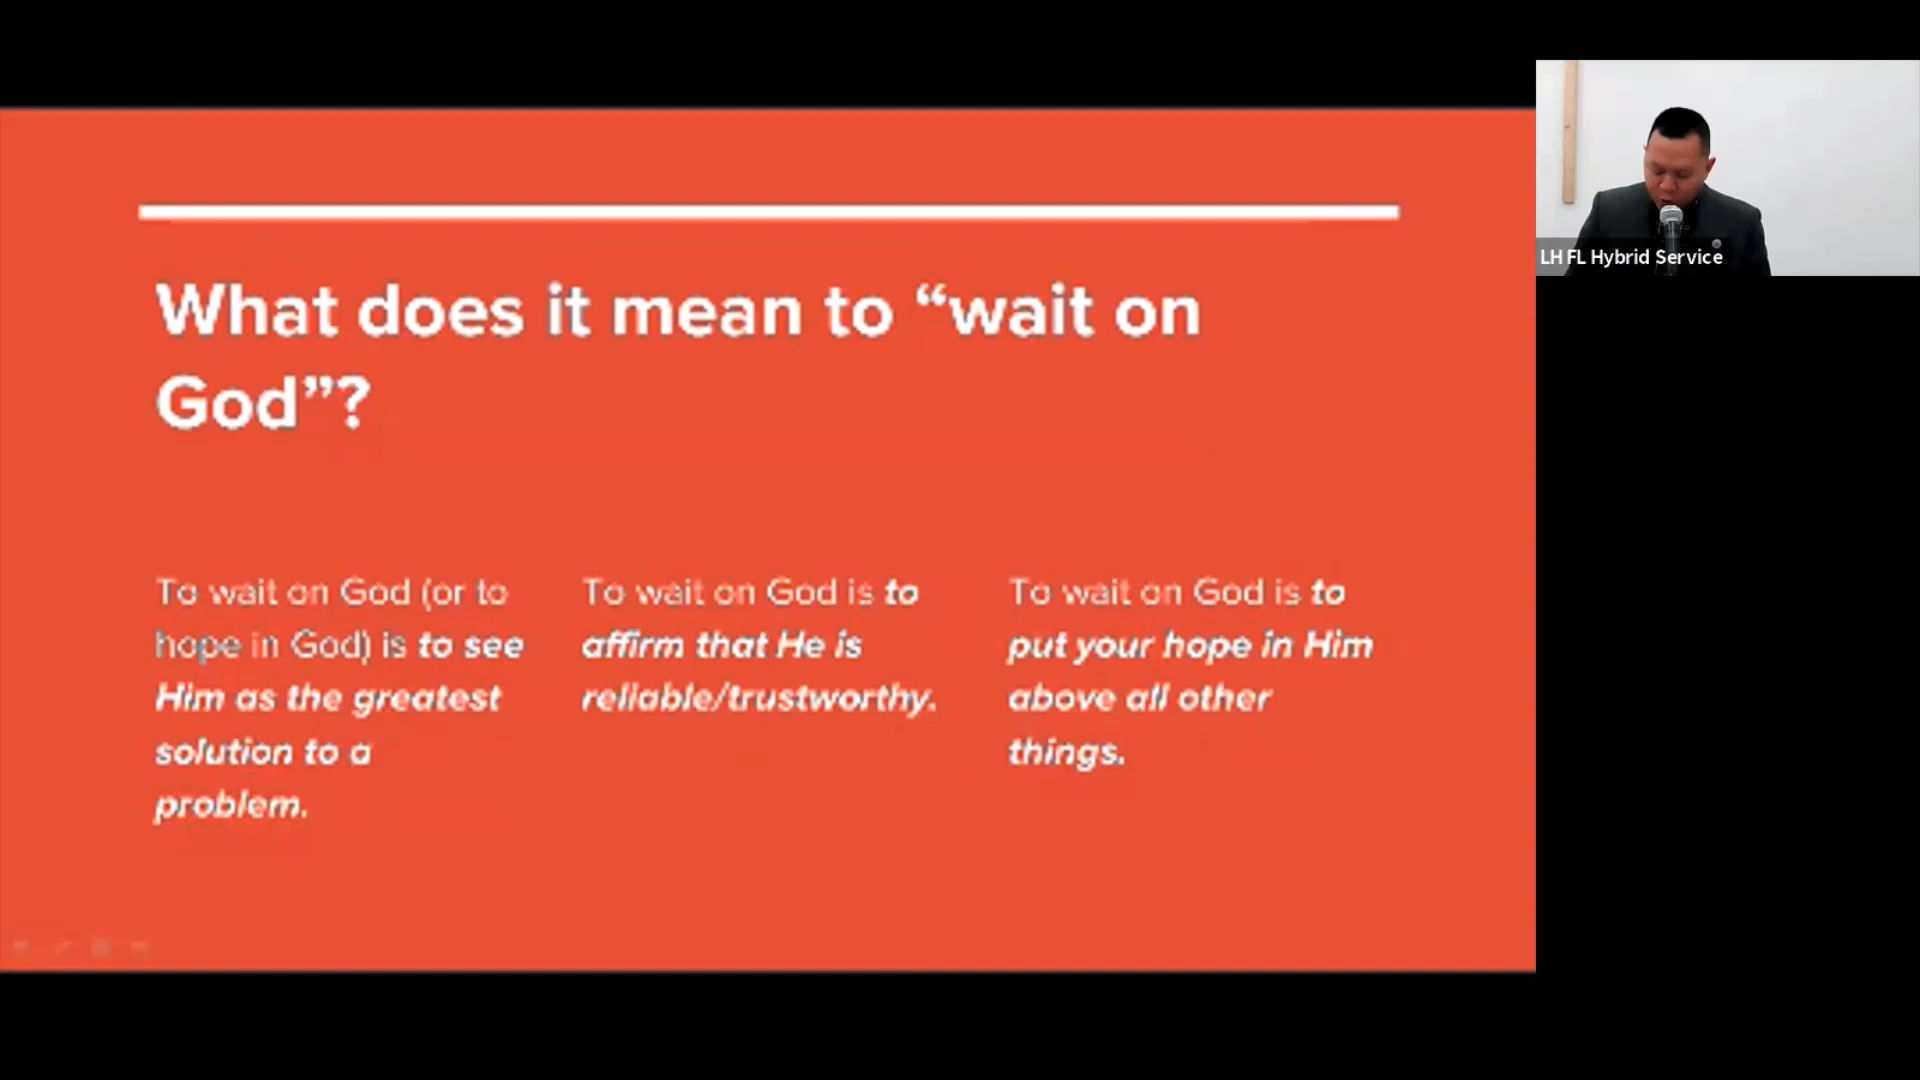 What does it mean to “wait on
God”?
To wait on God (or to
hope in God) is to see
Him as the greatest
solution to a
problem.
To wait on God is to
affirm that He is
reliable/trustworthy.
To wait on God is to
put your hope in Him
above all other
things.
LH FL Hybrid Service